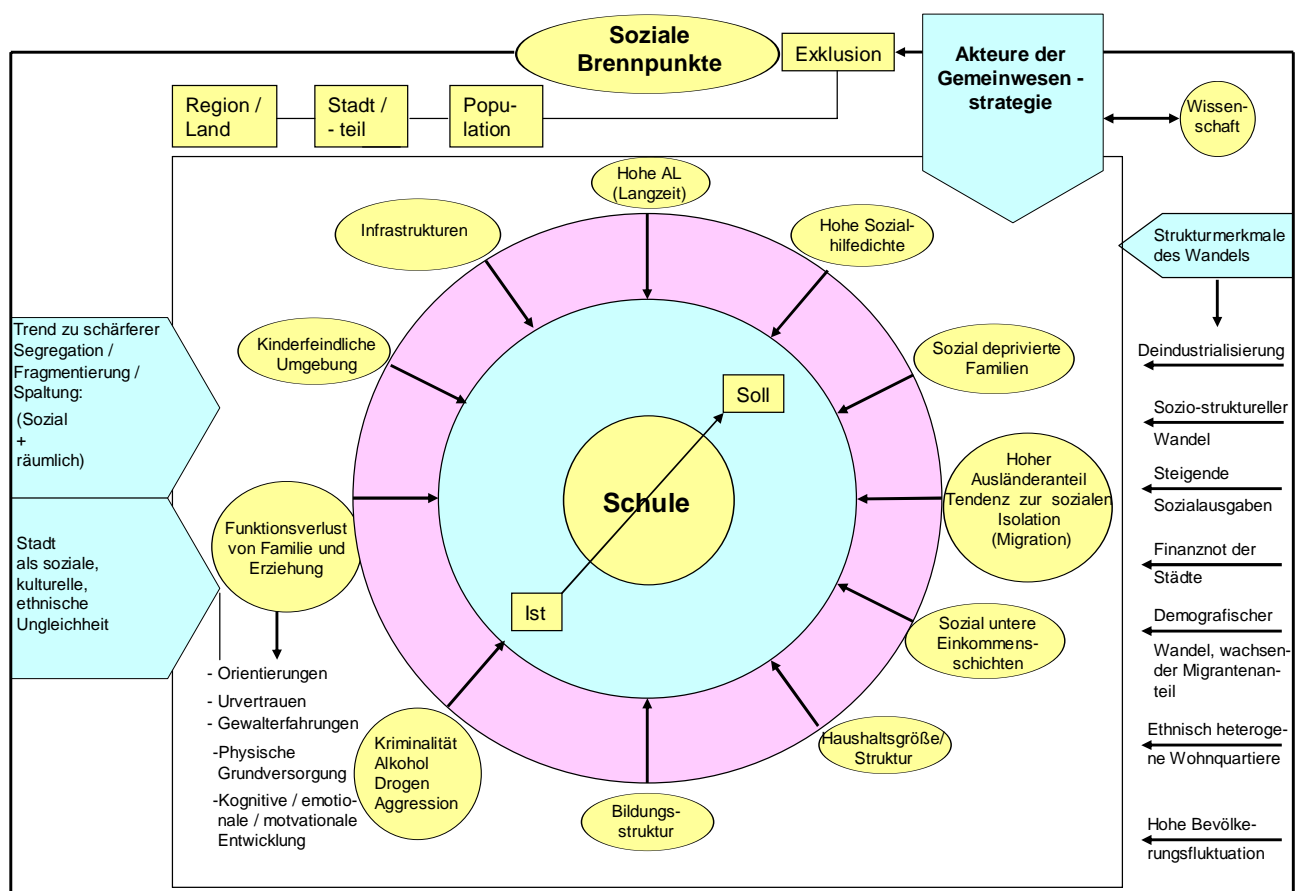 Soziale
Brennpunkte
Exklusion
Akteure der
Gemeinwesen -
strategie
Region /
Land
Stadt /
- teil
Popu-
lation
Wissen-
schaft
Hohe AL
(Langzeit)
Infrastrukturen
Hohe Sozial-
hilfedichte
Strukturmerkmale
des Wandels
Trend zu schärferer
Segregation /
Fragmentierung /
Spaltung:
(Sozial
+
räumlich)
Kinderfeindliche
Umgebung
Sozial deprivierte
Familien
Deindustrialisierung
Soll
Sozio-struktureller
Wandel
Schule
Hoher
Ausländeranteil
Tendenz zur sozialen
Isolation
(Migration)
Steigende
Sozialausgaben
Stadt
als soziale,
kulturelle,
ethnische
Ungleichheit
Funktionsverlust
von Familie und
Erziehung
Finanznot der
Städte
Ist
Sozial untere
Einkommens-
schichten
Demografischer
Wandel, wachsen-
der Migrantenan-
teil
- Orientierungen
- Urvertrauen
- Gewalterfahrungen
-Physische
Grundversorgung
-Kognitive / emotio-
nale / motvationale
Entwicklung
Kriminalität
Alkohol
Drogen
Aggression
Haushaltsgröße/
Struktur
Ethnisch heteroge-
ne Wohnquartiere
Bildungs-
struktur
Hohe Bevölke-
rungsfluktuation